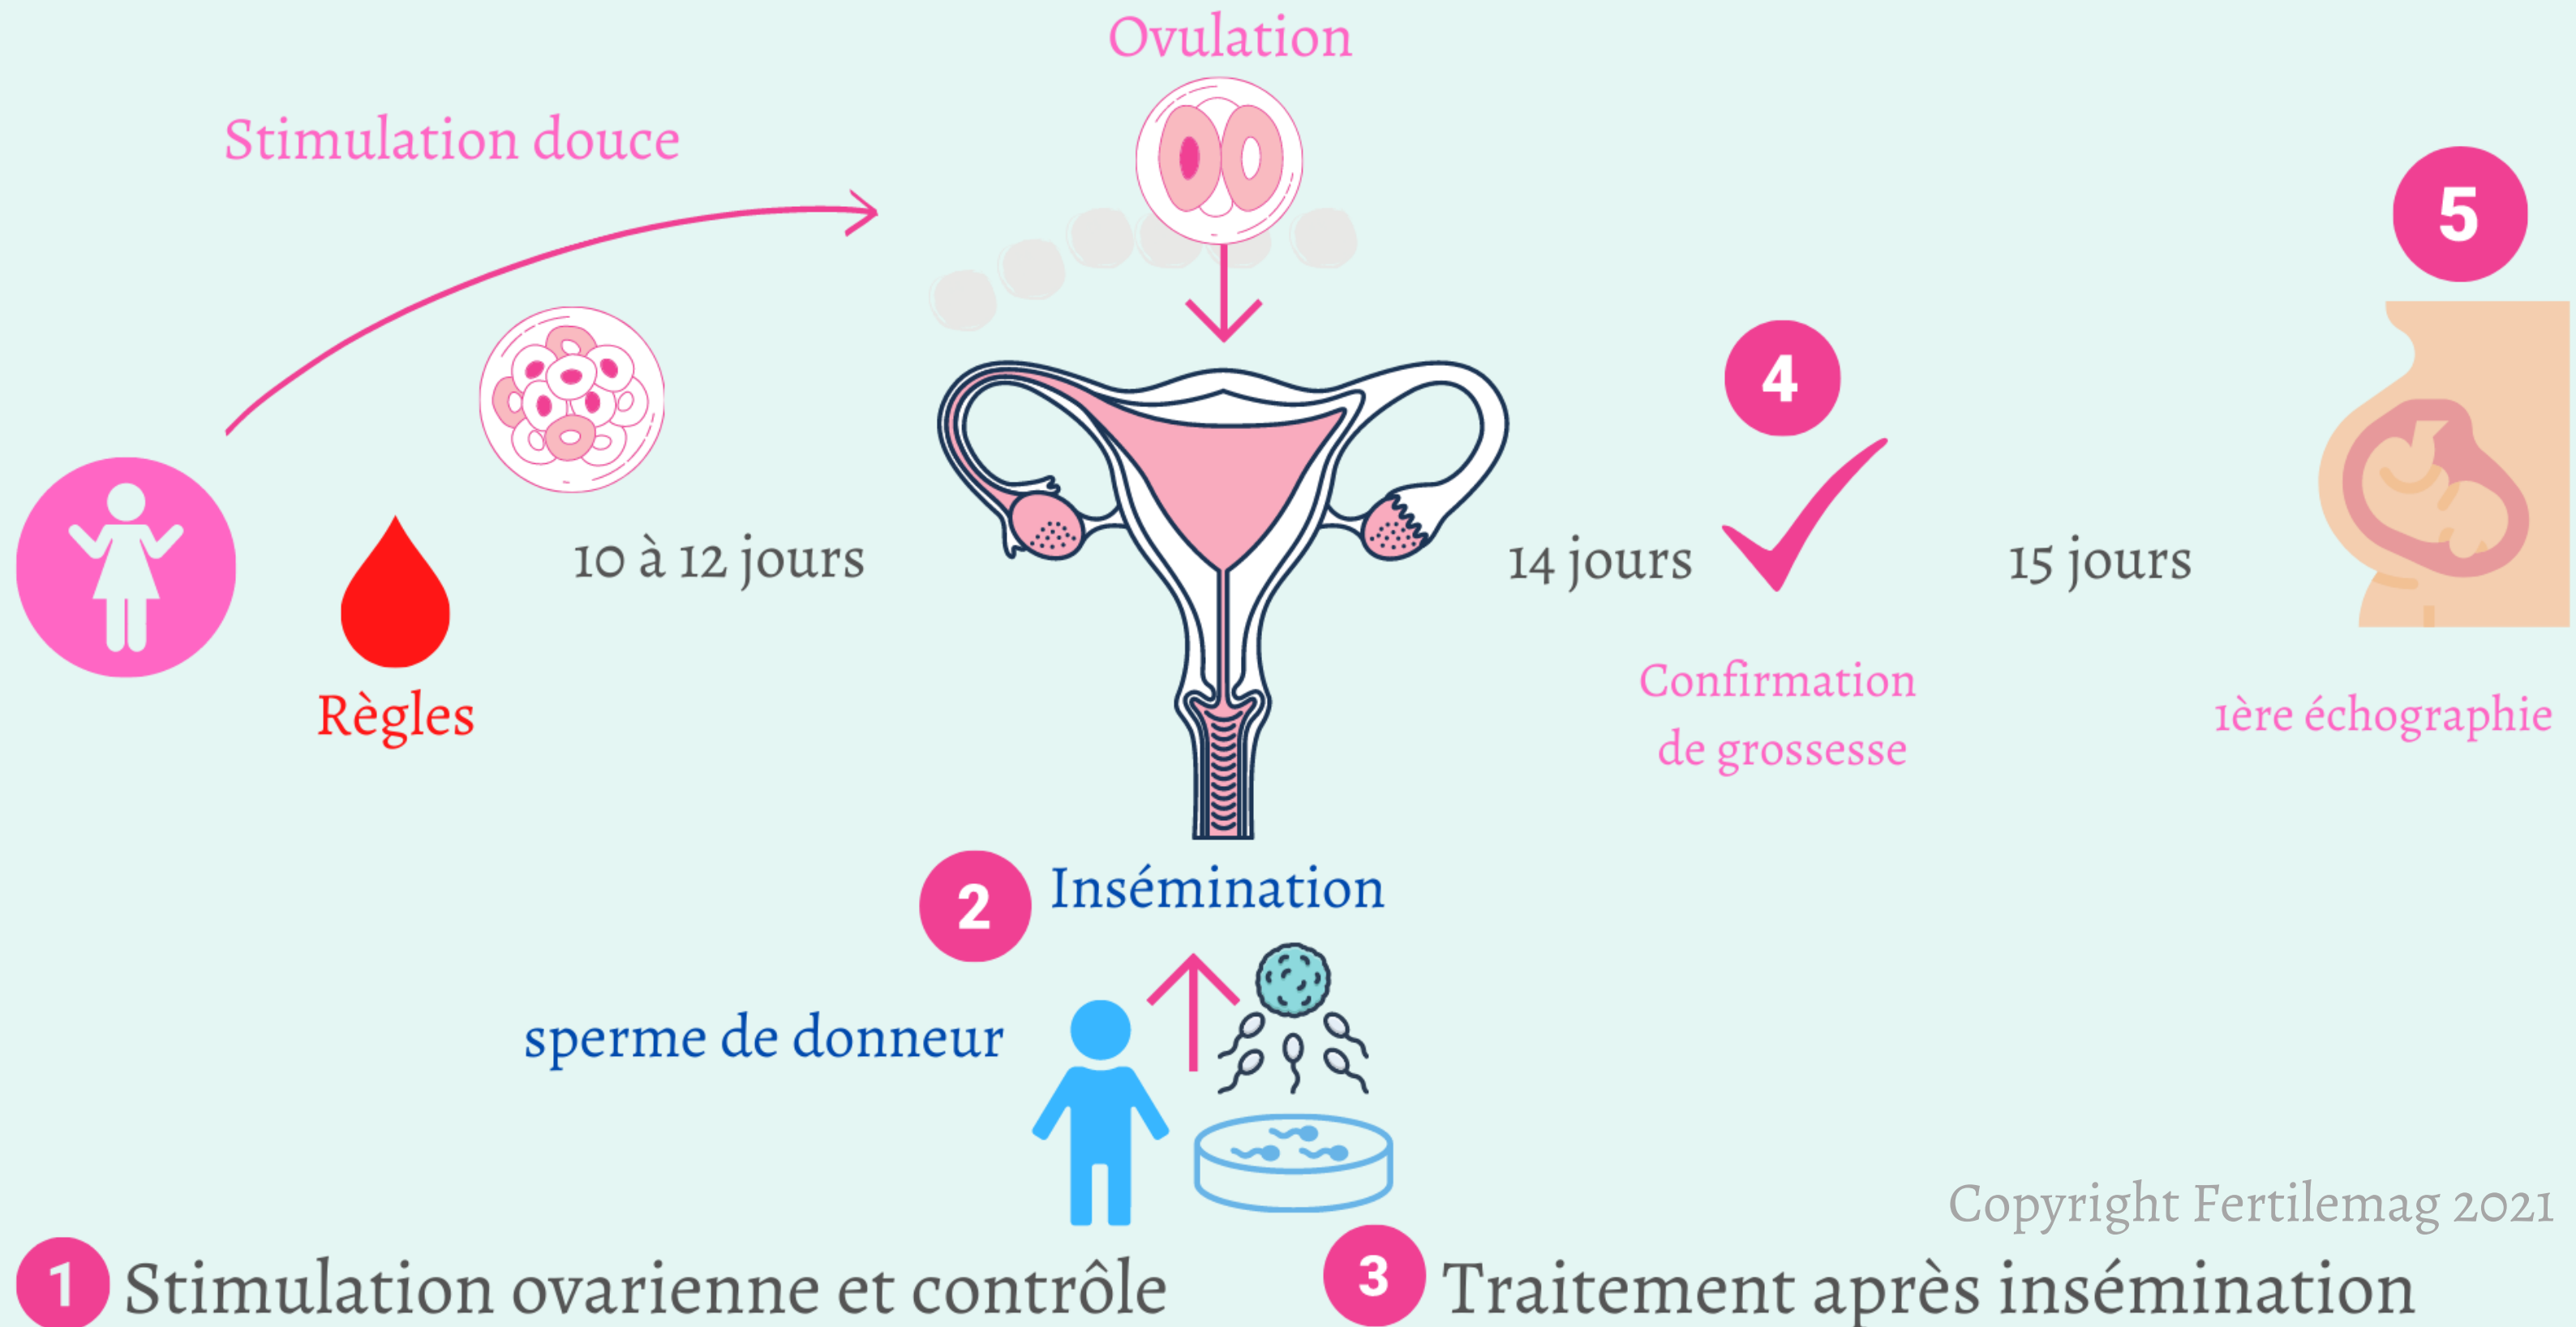 Ovulation
Stimulation douce
5
4
10 à 12 jours
14 jours
15 jours
Règles
Confirmation
de grossesse
1ère échographie
2 Insémination
sperme de donneur
Copyright Fertilemag 2021
1 Stimulation ovarienne et contrôle
3 Traitement après insémination